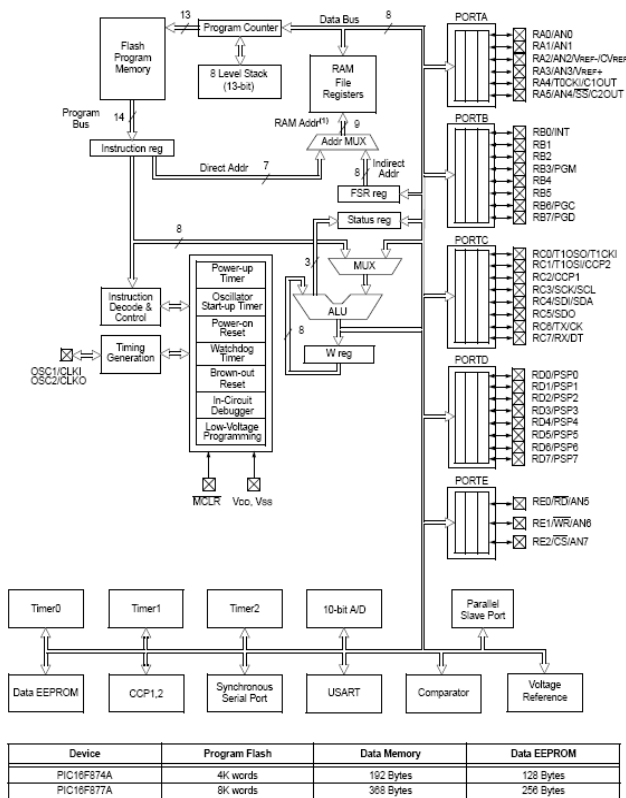 13
Data Bus
8
PORTA
Flash
Program
Memory
Program Counter
8 Level Stack
(13-bit)
RAM
File
Registers
RA0/AN0
RA1/AN1
RA2/AN2/VREF-/CVREF
RA3/AN3/VREF+
RA4/T0CKI/C1OUT
RA5/AN4/SS/C2OUT
Program
Bus
14
RAM Addr(1)
9
PORTB
Instruction reg
Addr MUX
Direct Addr
7
8
Indirect
Addr
FSR reg
RB0/INT
RB1
RB2
RB3/PGM
RB4
RB5
RB6/PGC
RB7/PGD
Status reg
8
3
MUX
PORTC
RC0/T1OSO/T1CKI
RC1/T1OSI/CCP2
RC2/CCP1
RC3/SCK/SCL
RC4/SDI/SDA
RC5/SDO
RC6/TX/CK
RC7/RX/DT
Instruction
Decode &
Control
Power-up
Timer
Oscillator
Start-up Timer
Power-on
Reset
Watchdog
Timer
Brown-out
Reset
In-Circuit
Debugger
Low-Voltage
Programming
ALU
8
W reg
Timing
Generation
OSC1/CLKI
OSC2/CLKO
MCLR
VDD, VSS
PORTD
RD0/PSP0
RD1/PSP1
RD2/PSP2
RD3/PSP3
RD4/PSP4
RD5/PSP5
RD6/PSP6
RD7/PSP7
PORTE
RE0/RD/AN5
RE1/WR/AN6
RE2/CS/AN7
Timer0
Timer1
Timer2
10-bit A/D
Parallel
Slave Port
Data EEPROM
CCP1,2
Synchronous
Serial Port
USART
Comparator
Voltage
Reference
Device Program Flash Data Memory Data EEPROM
PIC16F874A 4K words 192 Bytes 128 Bytes
PIC16F877A 8K words 368 Bytes 256 Bytes